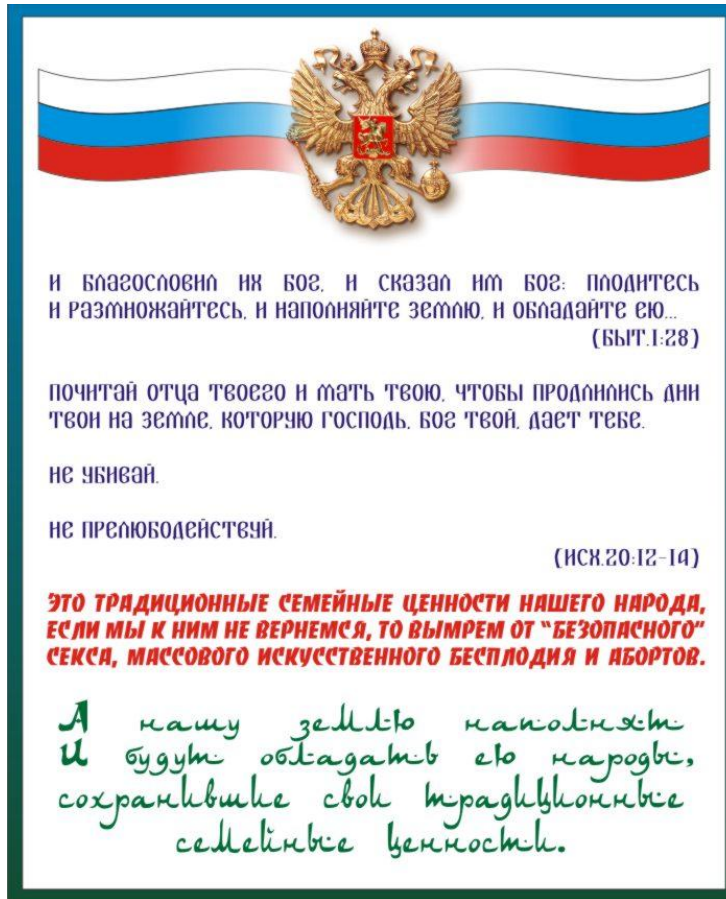 И БЛАГОСЛОВИЛ ИХ БОГ, И СКАЗАЛ ИМ БОГ: ПЛОДИТЕСЬ
И РАЗМНОЖАЙТЕСЬ, И НАПОЛНЯЙТЕ ЗЕМЛЮ, И ОБЛАДАЙТЕ ЕЮ...
(БЫТ.1:28)
ПОЧИТАЙ ОТЦА ТВОЕГО И МАТЬ ТВОЮ, ЧТОБЫ ПРОДЛИЛИСЬ ДНИ
ТВОИ НА ЗЕМЛЕ, КОТОРУЮ ГОСПОДЬ, БОГ ТВОЙ, ДАЕТ ТЕБЕ.
НЕ УБИВАЙ.
НЕ ПРЕЛЮБОДЕЙСТВУЙ.
(ИСХ.20:12-14)
ЭТО ТРАДИЦИОННЫЕ СЕМЕЙНЫЕ ЦЕННОСТИ НАШЕГО НАРОДА,
ЕСЛИ МЫ К НИМ НЕ ВЕРНЕМСЯ, ТО ВЫМРЕМ ОТ "БЕЗОПАСНОГО"
СЕКСА, МАССОВОГО ИСКУССТВЕННОГО БЕСПЛОДИЯ И АБОРТОВ.
А нашу землю наполнят
И будут обладать ею народы,
сохранившие свои традиционные
семейные ценности.